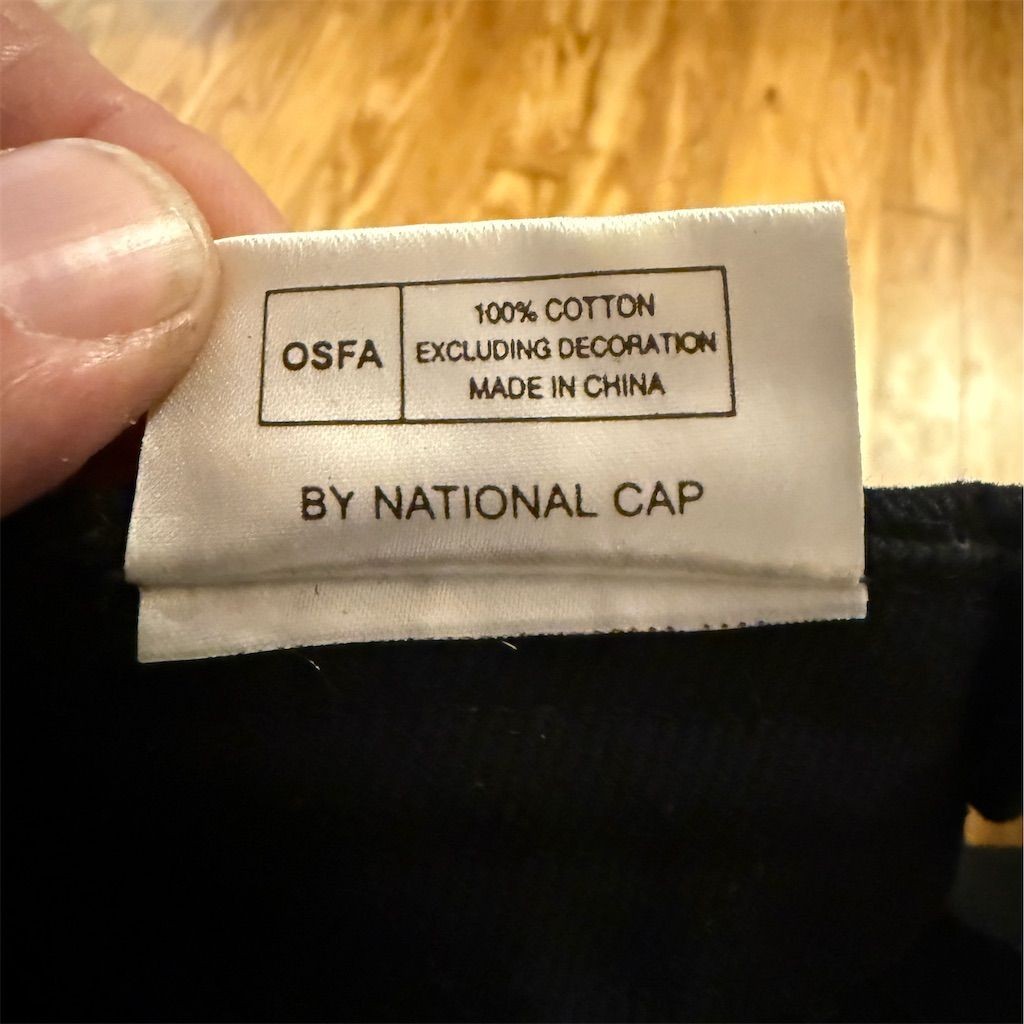 OSFA
100% COTTON
EXCLUDING DECORATION
MADE IN CHINA
BY NATIONAL CAP